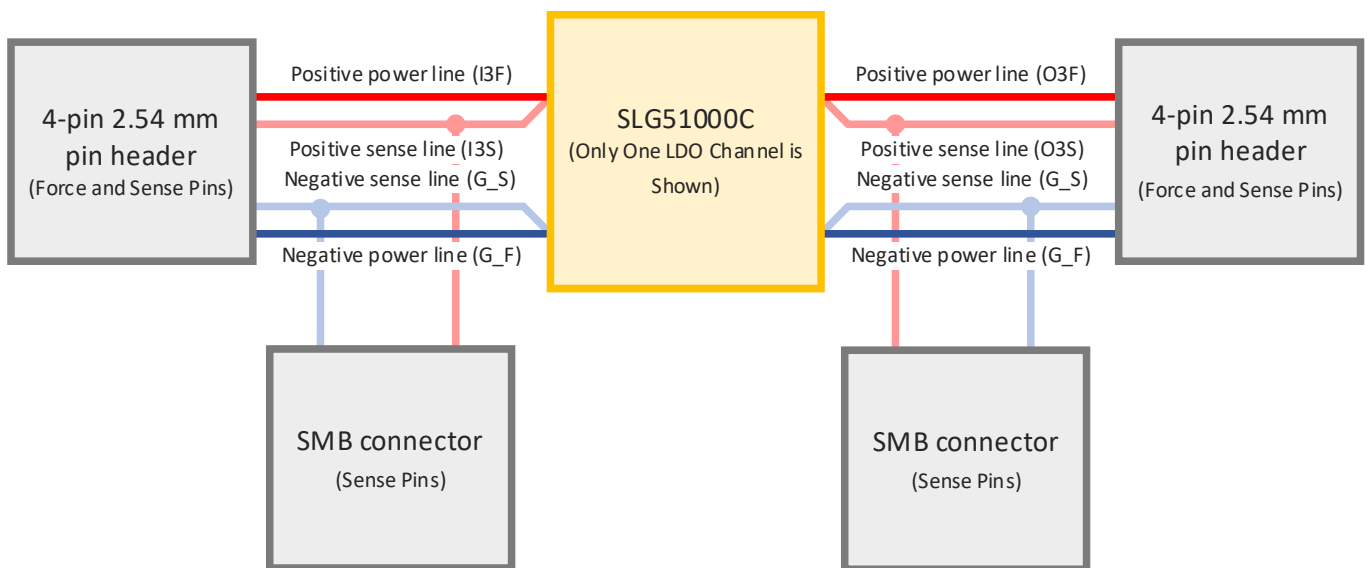 4-pin 2.54 mm
pin header
(Force and Sense Pins)
Positive power line (I3F)
Positive sense line (I3S)
Negative sense line (G_S)
Negative power line (G_F)
SLG51000C
(Only One LDO Channel is
Shown)
Positive power line (O3F)
Positive sense line (O3S)
Negative sense line (G_S)
Negative power line (G_F)
4-pin 2.54 mm
pin header
(Force and Sense Pins)
SMB connector
(Sense Pins)
SMB connector
(Sense Pins)